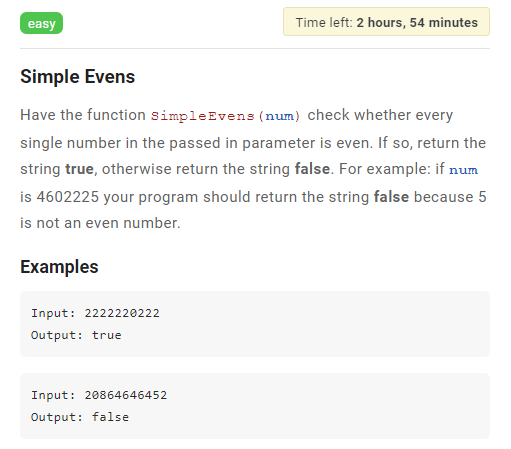 easy
Time left: 2 hours, 54 minutes
Simple Evens
Have the function SimpleEvens(num) check whether every
single number in the passed in parameter is even. If so, return the
string true, otherwise return the string false. For example: if num
is 4602225 your program should return the string false because 5
is not an even number.
Examples
Input: 2222220222
Output: true
Input: 20864646452
Output: false